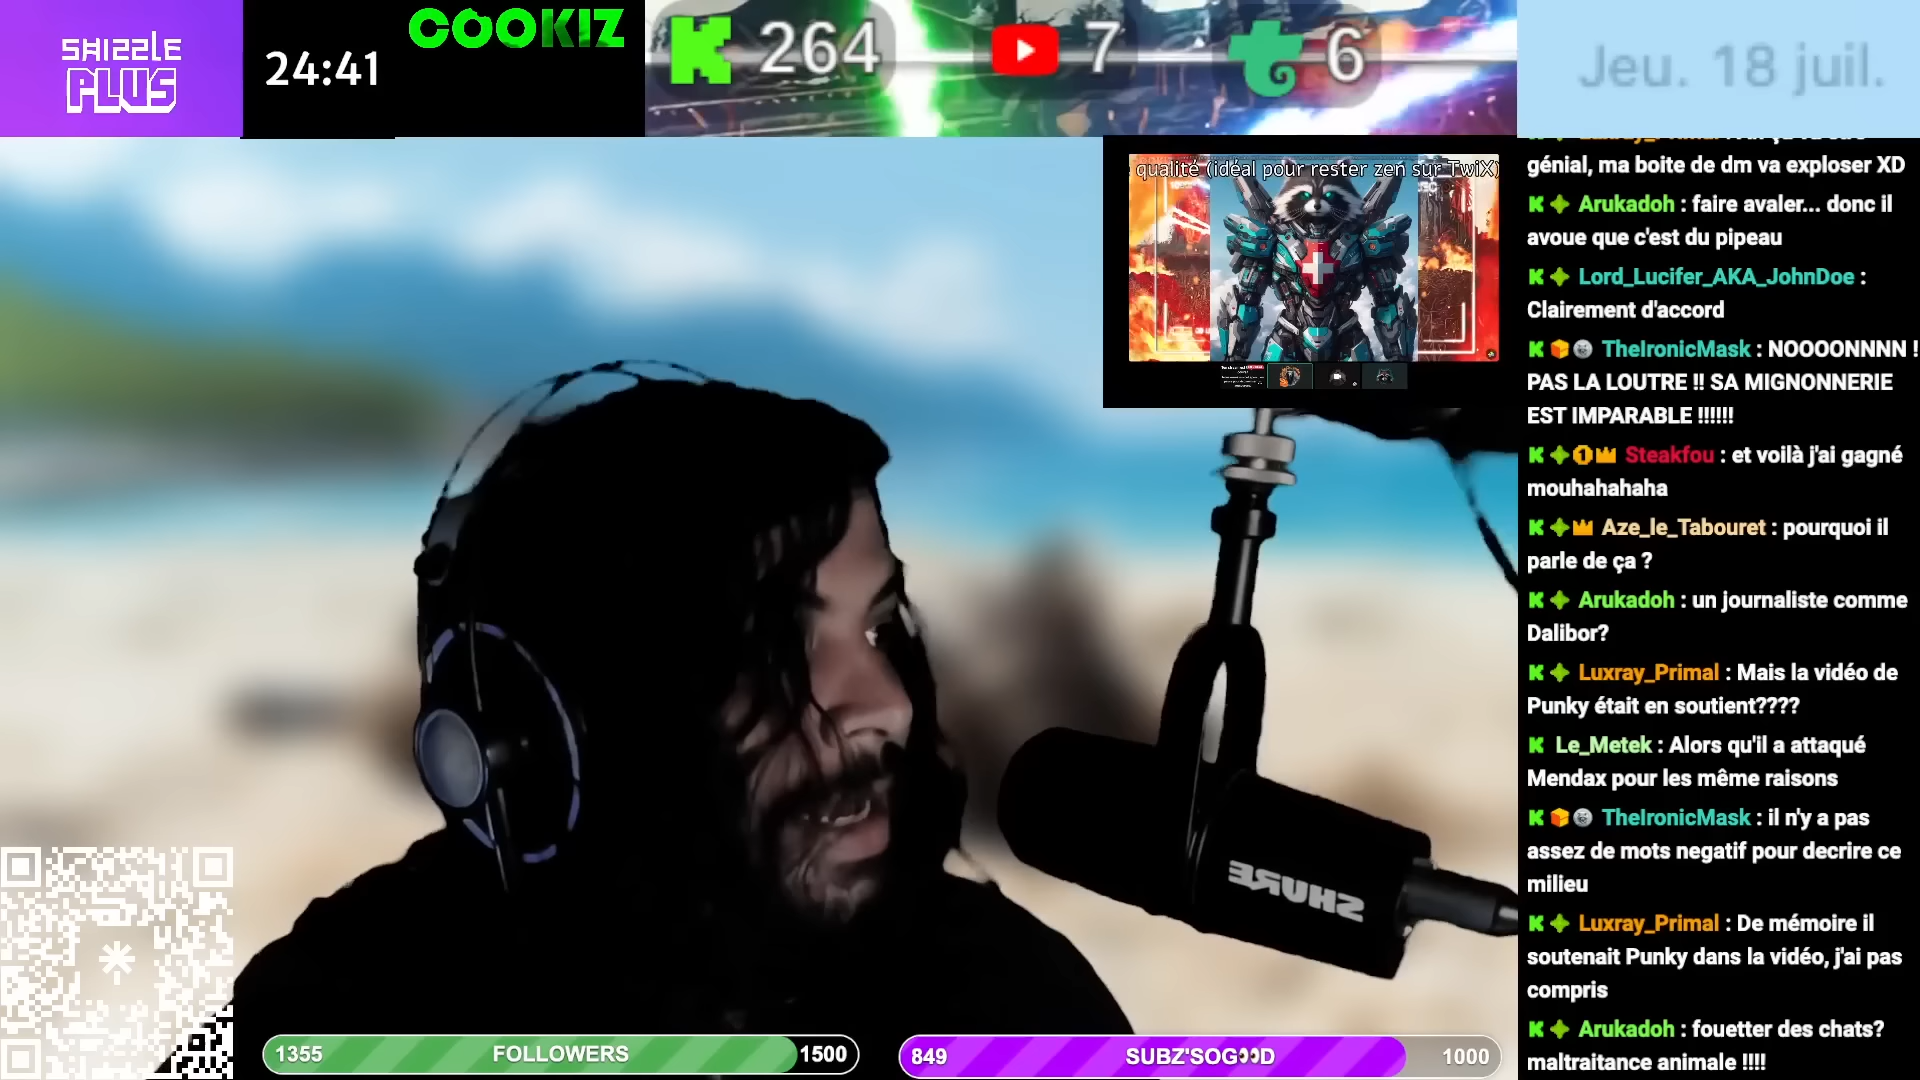 SHIZZLE
PLUS
24:41
COOKIZ
264
7
6
Jeu. 18 juil.
qualité (idéal pour rester zen sur TwiX)
génial, ma boite de dm va exploser XD
Arukadoh : faire avaler... donc il
avoue que c'est du pipeau
Lord_Lucifer_AKA_JohnDoe :
Clairement d'accord
TheIronicMask : NOOOONNNN !
PAS LA LOUTRE !! SA MIGNONNERIE
EST IMPARABLE !!!!!!
Steakfou : et voilà j'ai gagné
mouhahahaha
Aze_le_Tabouret : pourquoi il
parle de ça ?
Arukadoh : un journaliste comme
Dalibor?
Luxray_Primal : Mais la vidéo de
Punky était en soutient????
Le_Metek : Alors qu'il a attaqué
Mendax pour les même raisons
TheIronicMask : il n'y a pas
assez de mots negatif pour decrire ce
milieu
Luxray_Primal : De mémoire il
soutenait Punky dans la vidéo, j'ai pas
compris
Arukadoh : fouetter des chats?
maltraitance animale !!!!
SHURE
1355 FOLLOWERS 1500
849 SUBZ'SOG👀D 1000